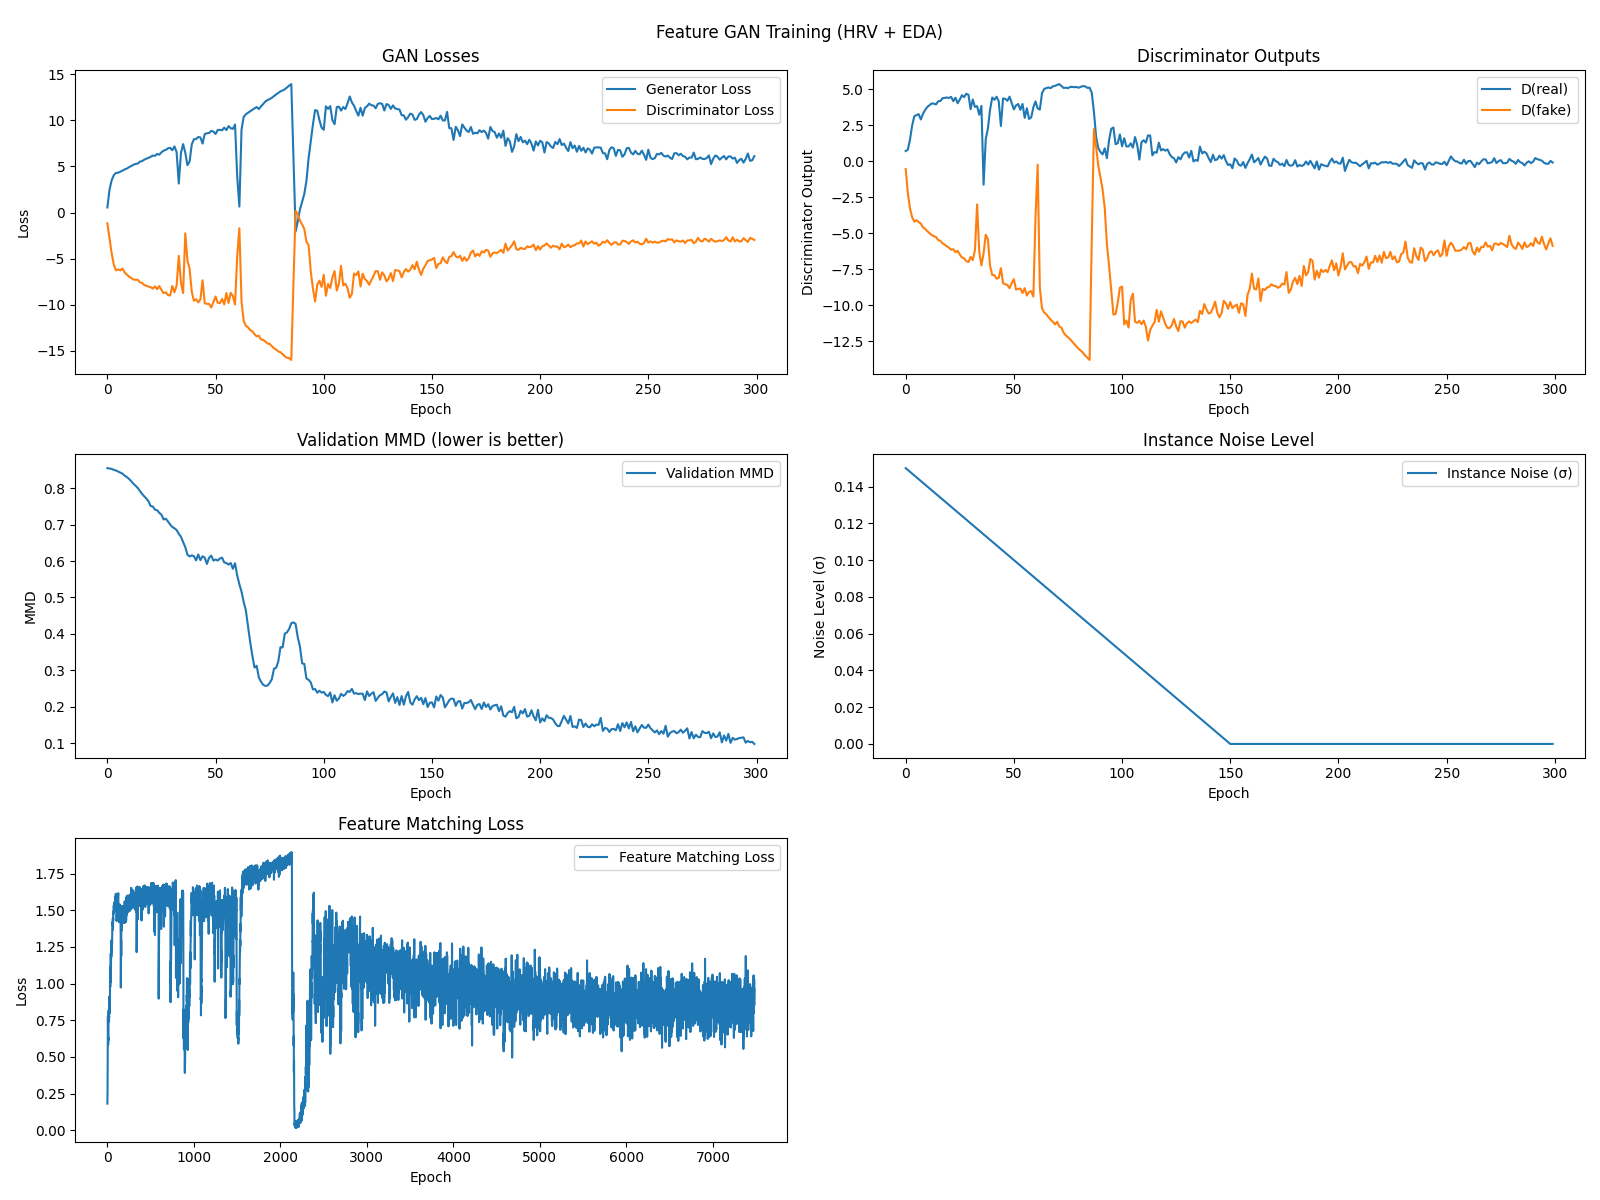 Feature GAN Training (HRV + EDA)
GAN Losses
15
10
5
0
−5
−10
−15
Loss
Generator Loss
Discriminator Loss
0 50 100 150 200 250 300
Epoch
Discriminator Outputs
5.0
2.5
0.0
−2.5
−5.0
−7.5
−10.0
−12.5
Discriminator Output
D(real)
D(fake)
0 50 100 150 200 250 300
Epoch
Validation MMD (lower is better)
0.8
0.7
0.6
0.5
0.4
0.3
0.2
0.1
MMD
Validation MMD
0 50 100 150 200 250 300
Epoch
Instance Noise Level
0.14
0.12
0.10
0.08
0.06
0.04
0.02
0.00
Noise Level (σ)
Instance Noise (σ)
0 50 100 150 200 250 300
Epoch
Feature Matching Loss
1.75
1.50
1.25
1.00
0.75
0.50
0.25
0.00
Loss
Feature Matching Loss
0 1000 2000 3000 4000 5000 6000 7000
Epoch